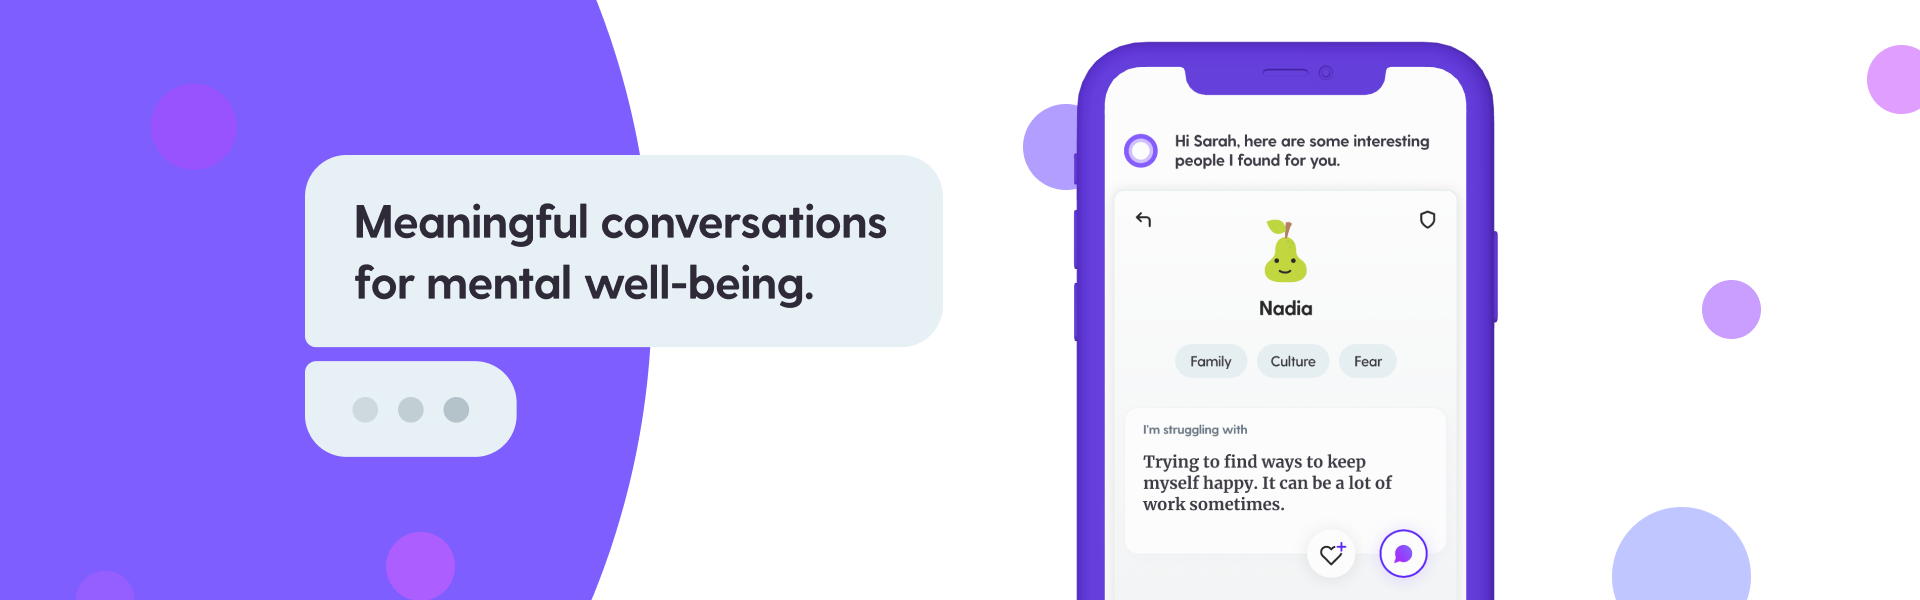 Meaningful conversations
for mental well-being.
Hi Sarah, here are some interesting
people I found for you.
Nadia
Family
Culture
Fear
I'm struggling with
Trying to find ways to keep
myself happy. It can be a lot of
work sometimes.